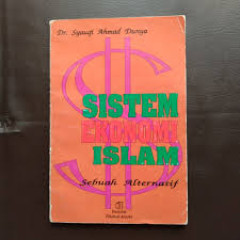 Dr. Syauqi Ahmad Dunya
SISTEM
EKONOMI
ISLAM
Sebuah Alternatif